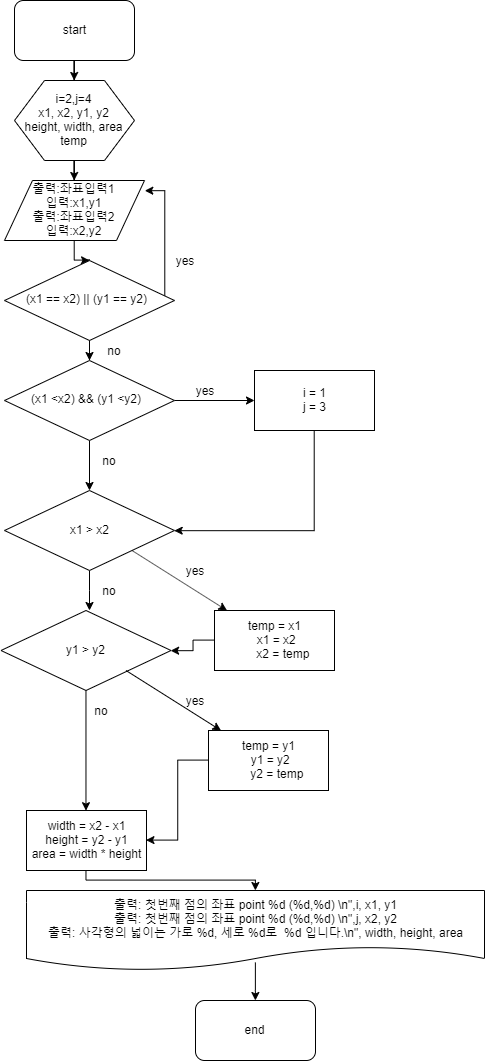 start
i=2,j=4
x1, x2, y1, y2
height, width, area
temp
출력:좌표입력1
입력:x1,y1
출력:좌표입력2
입력:x2,y2
yes
(x1 == x2) || (y1 == y2)
no
(x1 <x2) && (y1 <y2)
yes
i = 1
j = 3
no
x1 > x2
yes
no
temp = x1
x1 = x2
x2 = temp
y1 > y2
yes
no
temp = y1
y1 = y2
y2 = temp
width = x2 - x1
height = y2 - y1
area = width * height
출력: 첫번째 점의 좌표 point %d (%d,%d) \n",i, x1, y1
출력: 첫번째 점의 좌표 point %d (%d,%d) \n",j, x2, y2
출력: 사각형의 넓이는 가로 %d, 세로 %d로 %d 입니다.\n", width, height, area
end